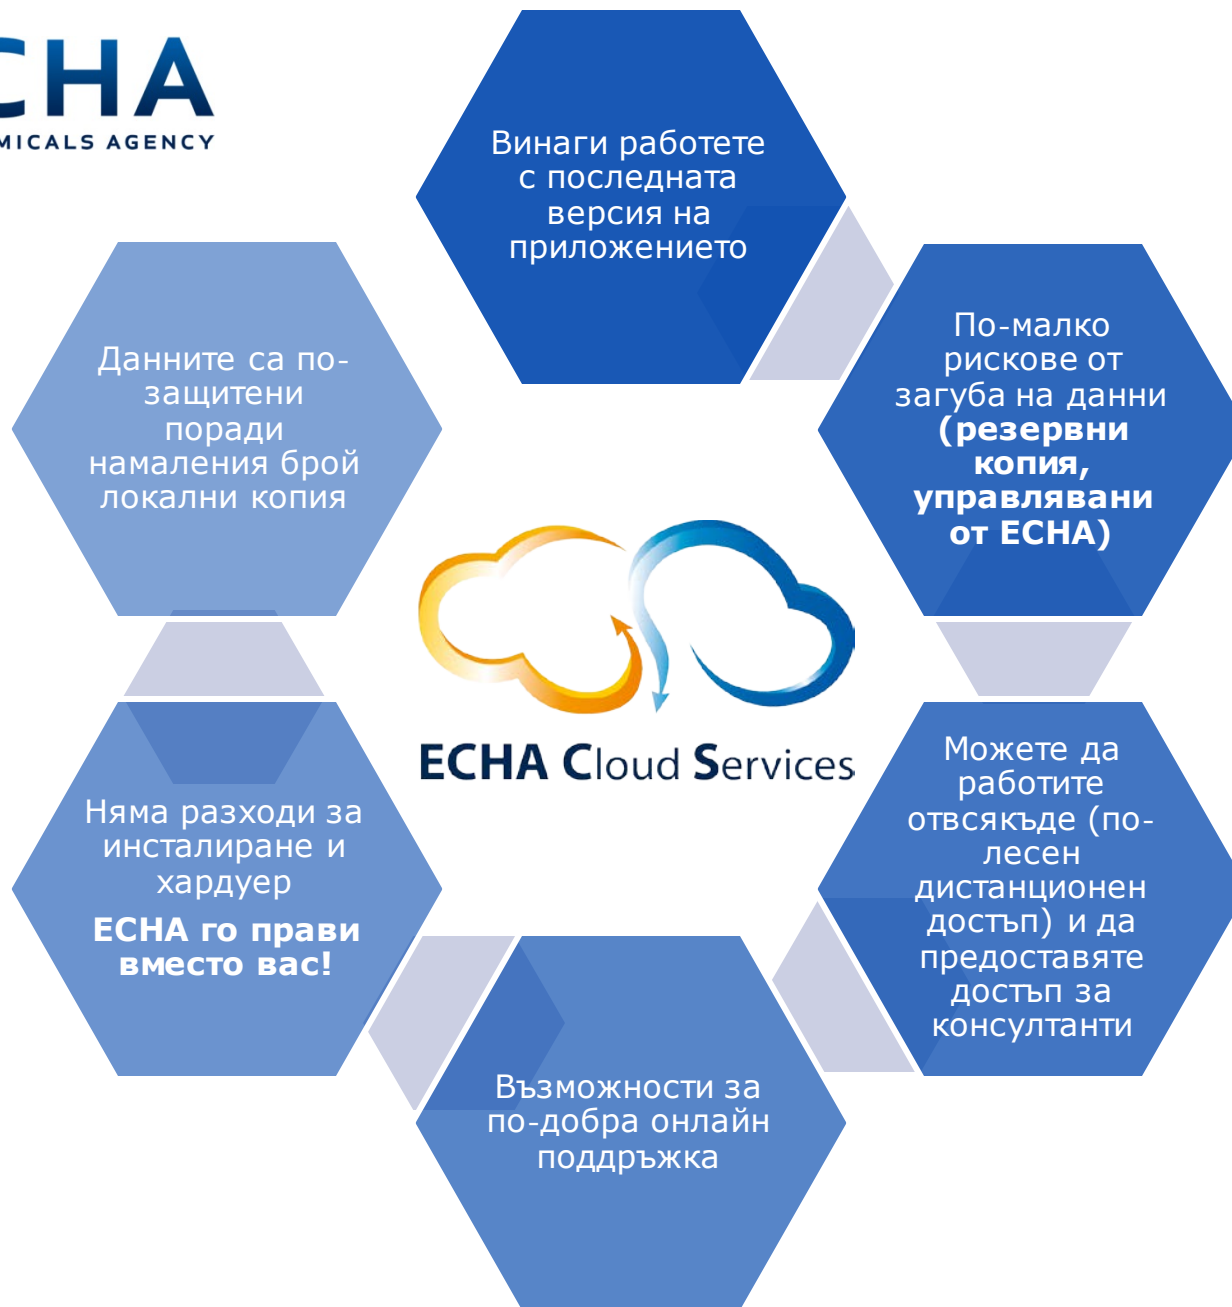 CHA
MICALS AGENCY
Винаги работете
с последната
версия на
приложението
По-малко
рискове от
загуба на данни
(резервни
копия,
управлявани
от ECHA)
Можете да
работите
отвсякъде (по-
лесен
дистанционен
достъп) и да
предоставяте
достъп за
консултанти
Възможности за
по-добра онлайн
поддръжка
Няма разходи за
инсталиране и
хардуер
ECHA го прави
вместо вас!
Данните са по-
защитени
поради
намаления брой
локални копия
ECHA Cloud Services